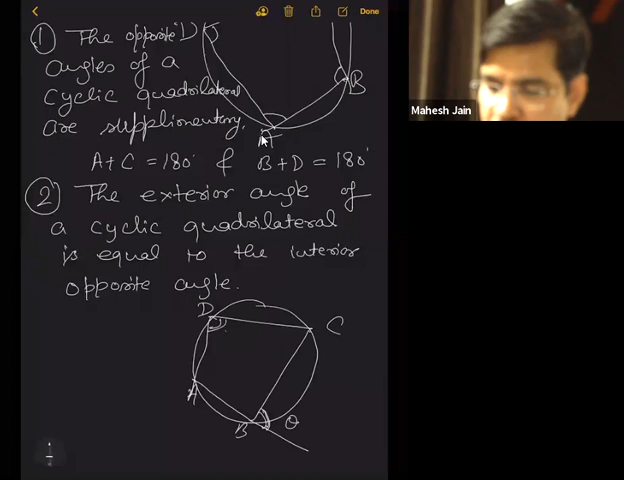 Done
① The opposite D
angles of a
cyclic quadrilateral
are supplimentary.
B
A
A+C = 180° & B+D = 180°
② The exterior angle of
a cyclic quadrilateral
is equal to the interior
opposite angle.
D
C
A
B θ
Mahesh Jain